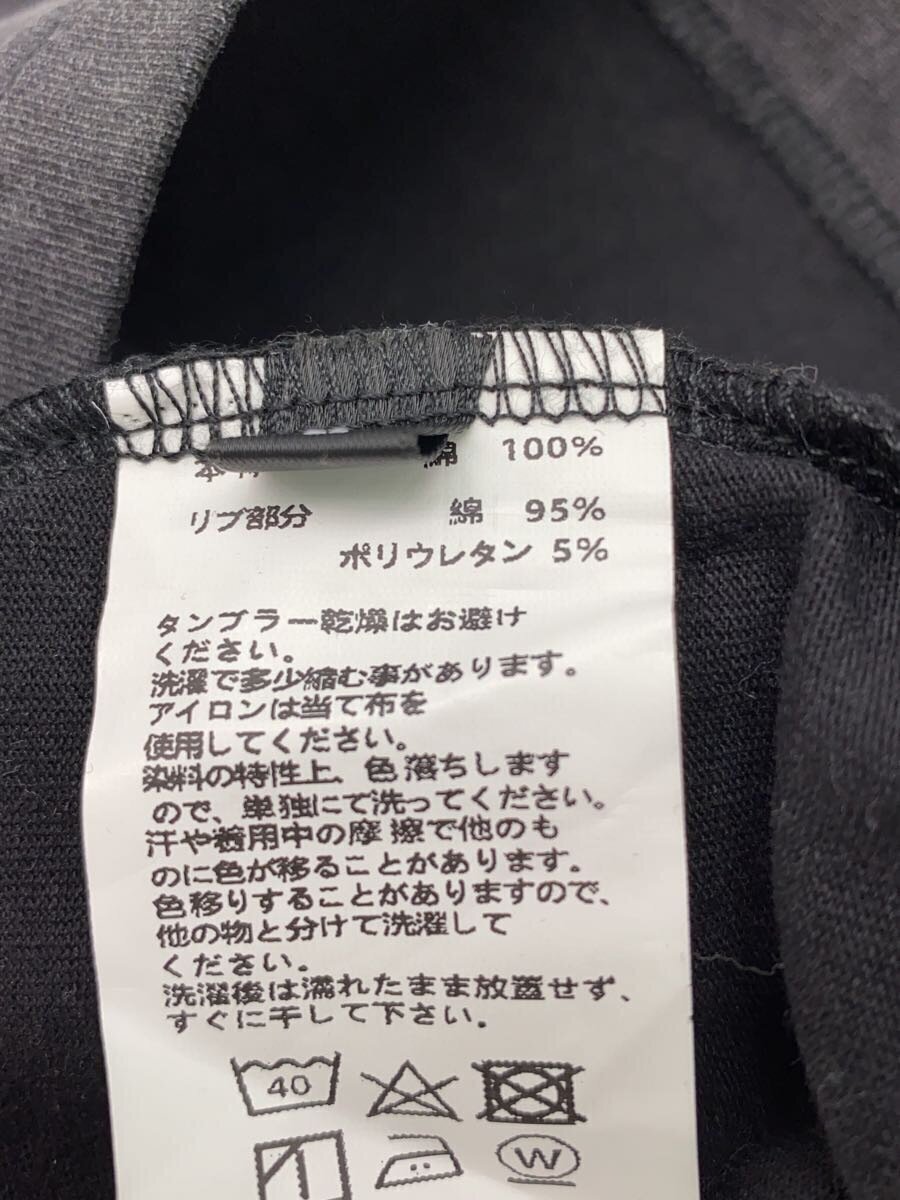 綿 100%
リブ部分 綿 95%
ポリウレタン 5%
タンブラー乾燥はお避け
ください。
洗濯で多少縮む事があります。
アイロンは当て布を
使用してください。
染料の特性上、色落ちします
ので、単独にて洗ってください。
汗や着用中の摩擦で他のも
のに色が移ることがあります。
色移りすることがありますので、
他の物と分けて洗濯して
ください。
洗濯後は濡れたまま放置せず、
すぐに干して下さい。
40
W